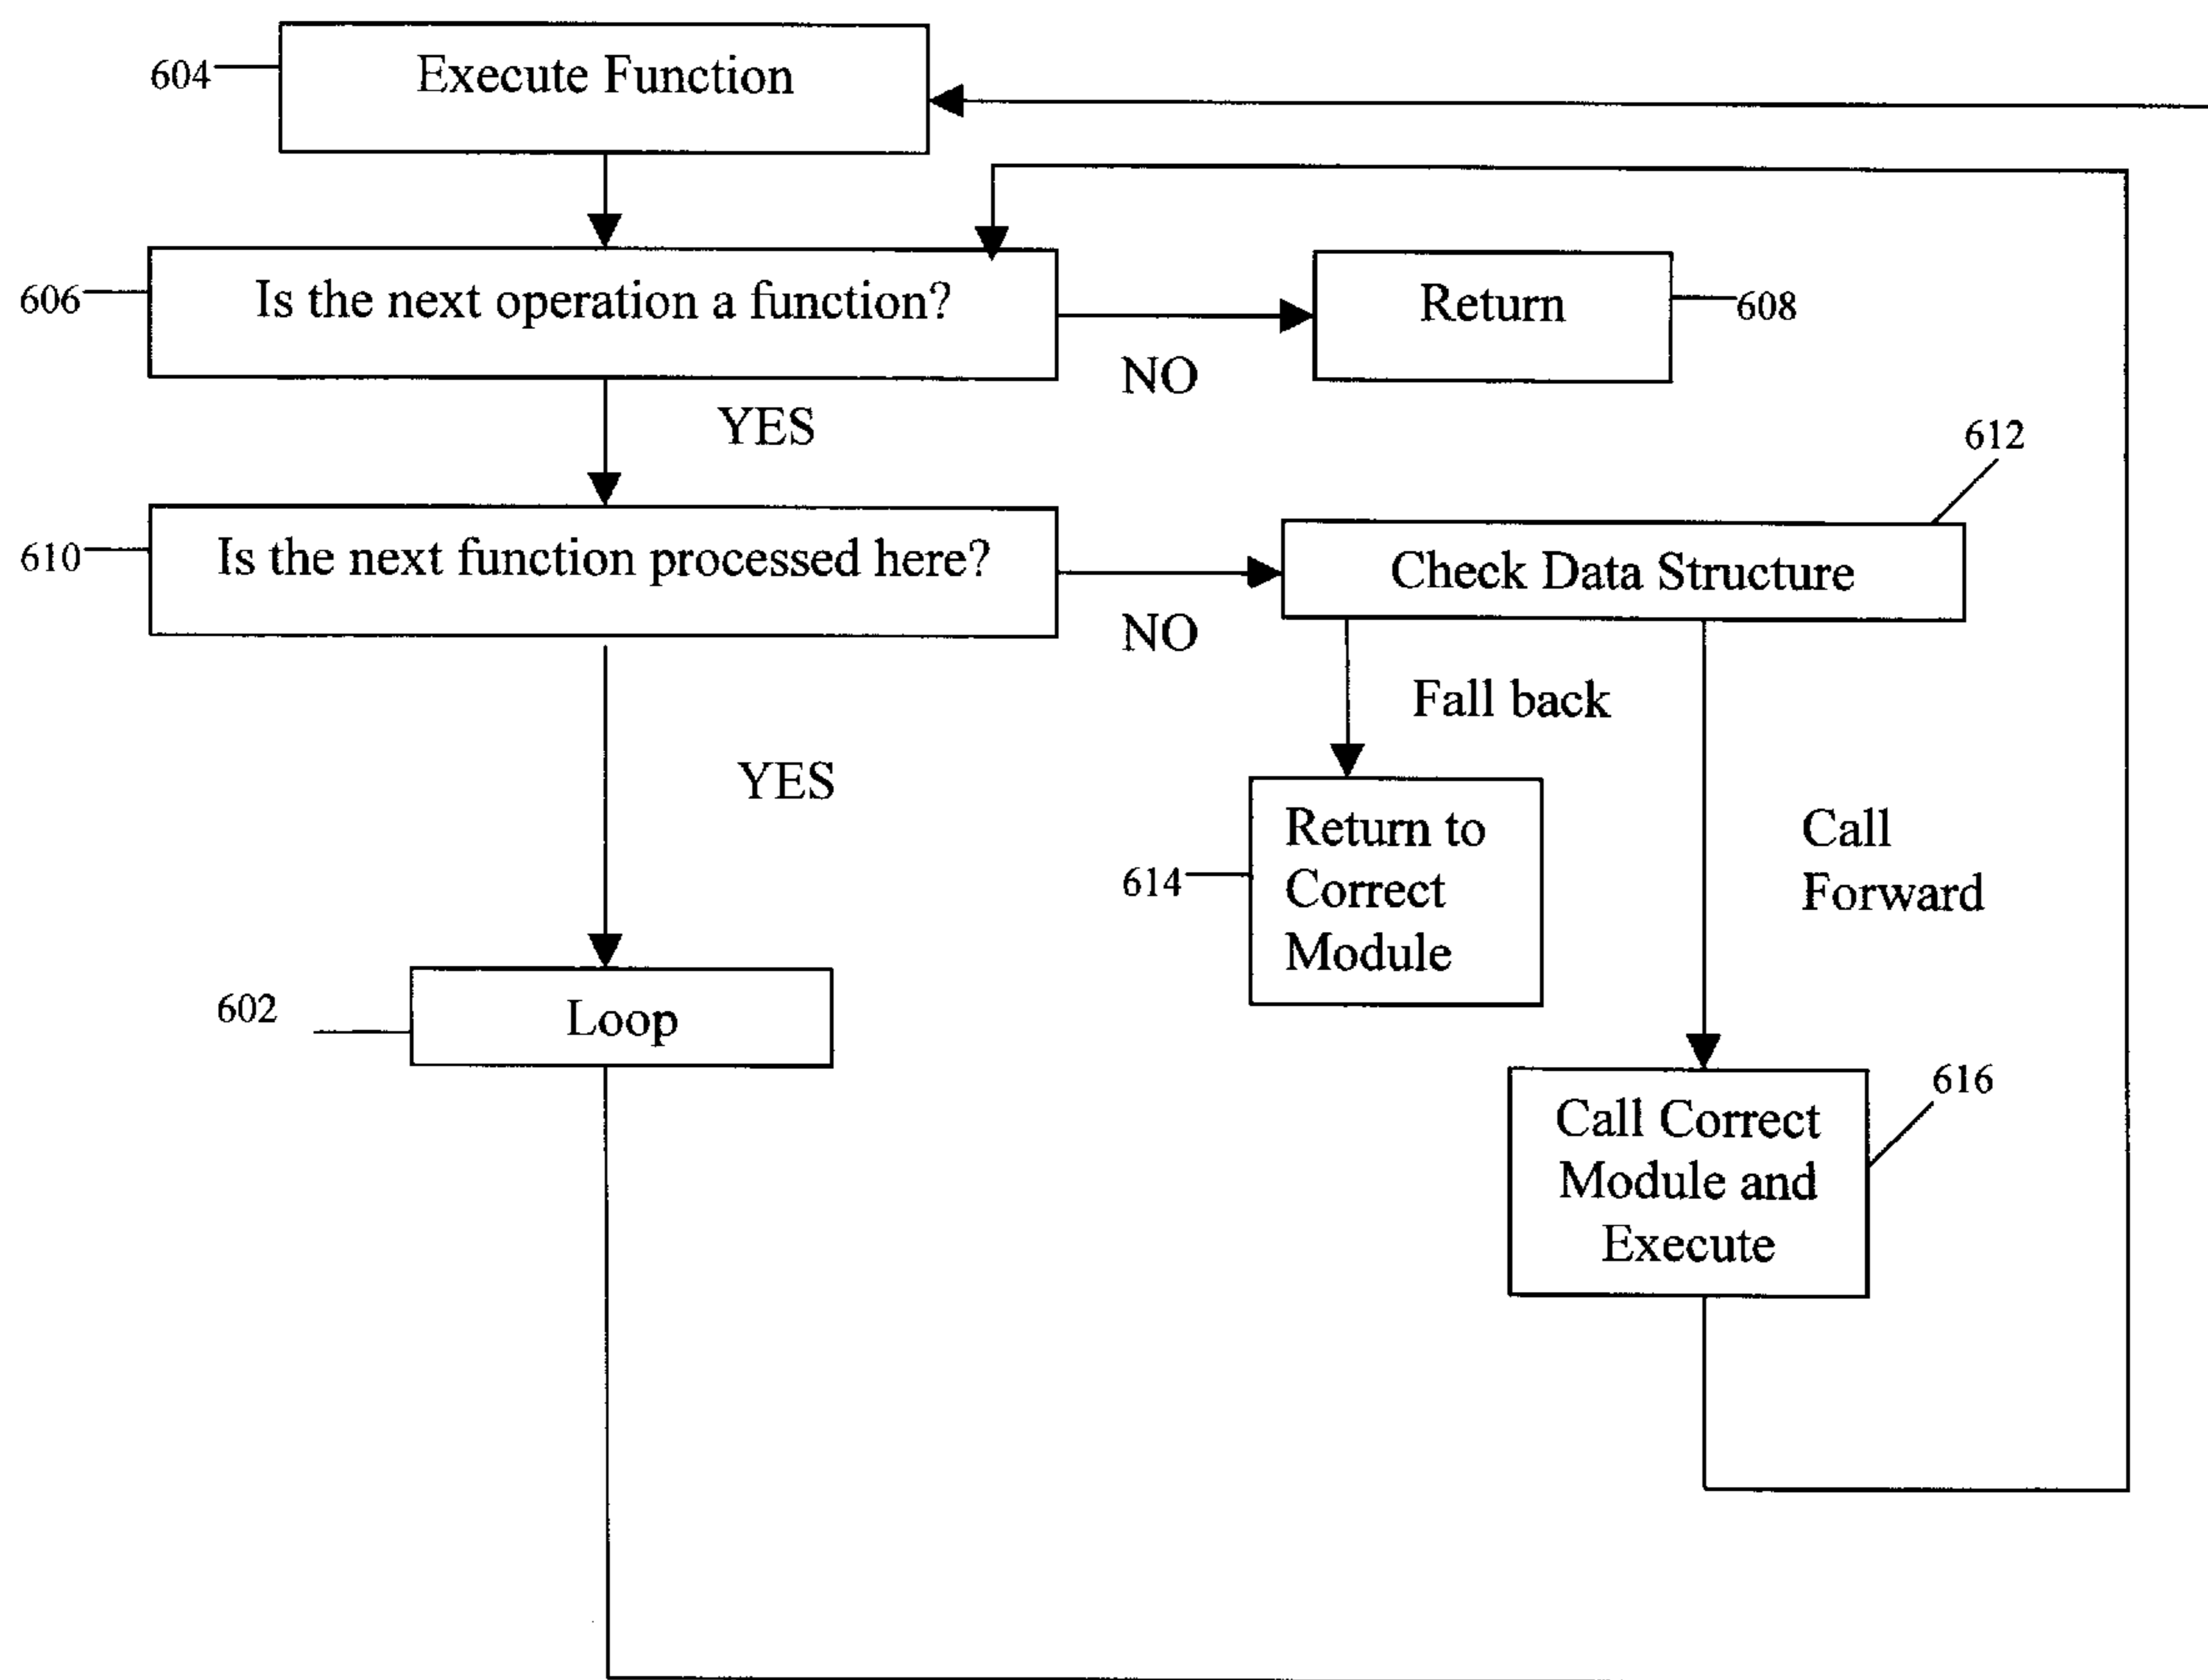 604
Execute Function
606
Is the next operation a function?
Return
608
NO
YES
612
610
Is the next function processed here?
Check Data Structure
NO
Fall back
YES
Call
Forward
614
Return to
Correct
Module
602
Loop
616
Call Correct
Module and
Execute